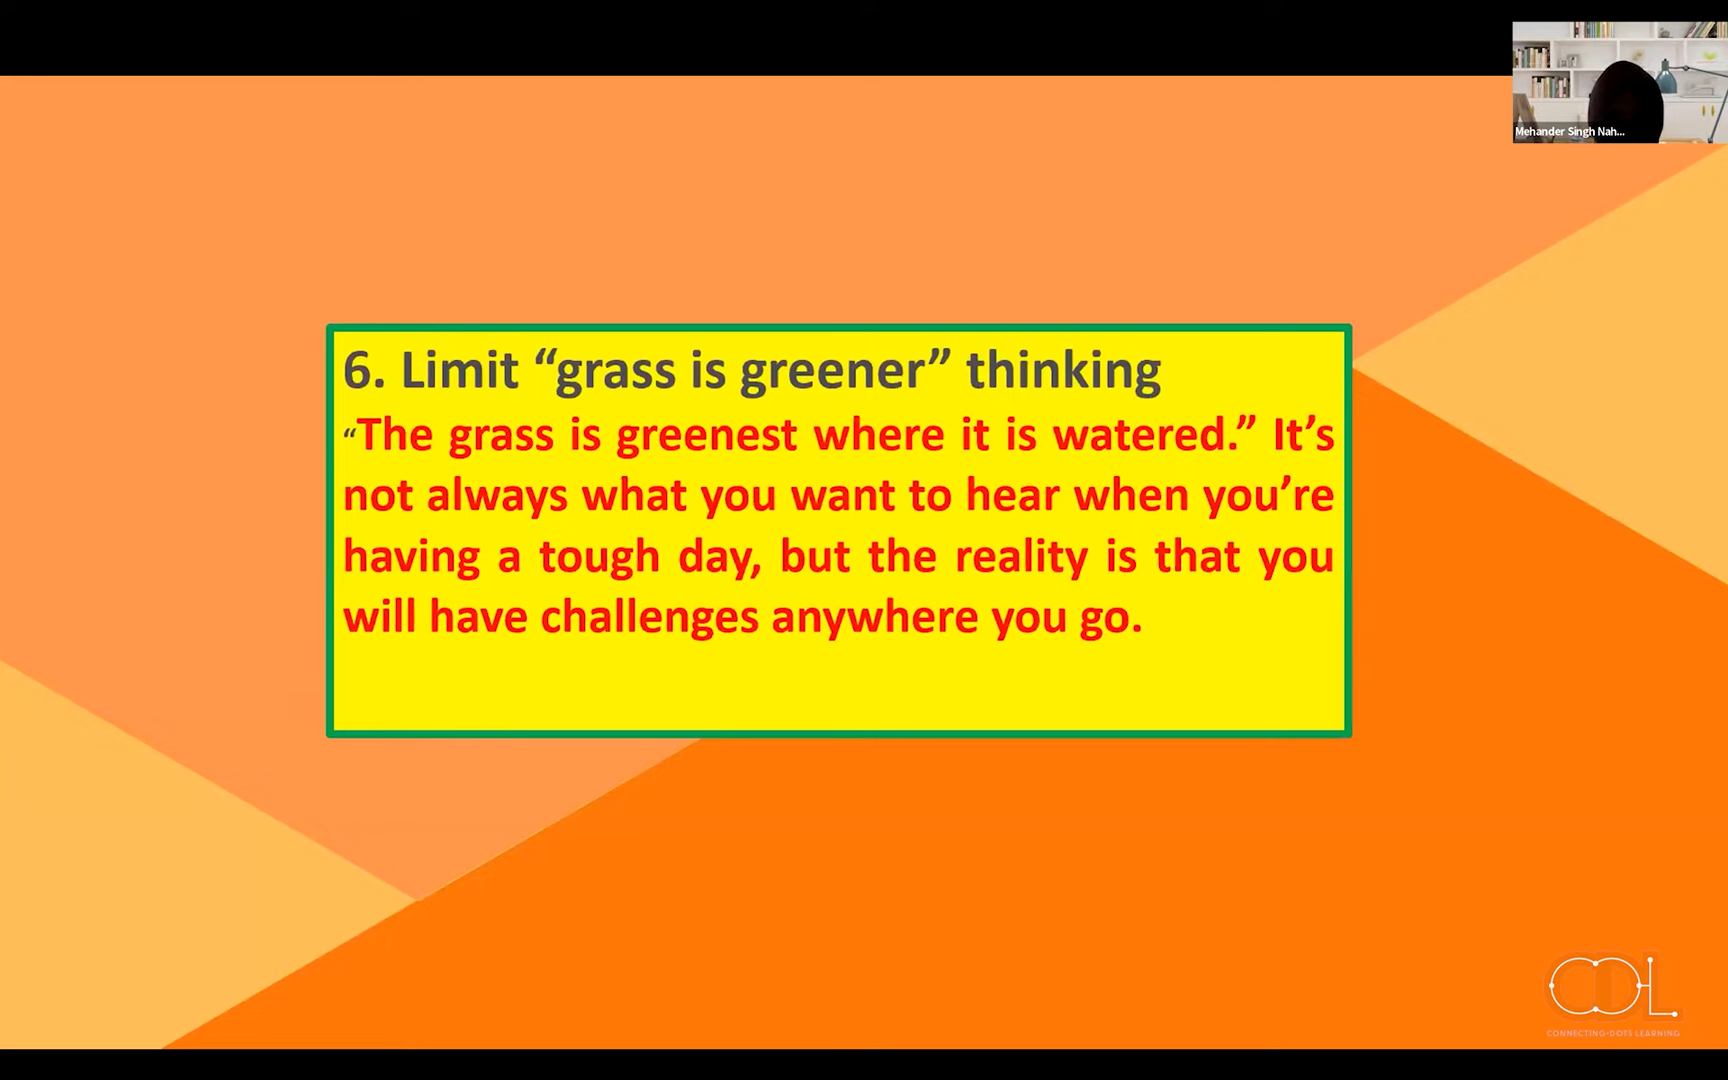 Mehander Singh Nah...
6. Limit “grass is greener” thinking
“The grass is greenest where it is watered.” It’s
not always what you want to hear when you’re
having a tough day, but the reality is that you
will have challenges anywhere you go.
CDL
CONNECTING-DOTS LEARNING